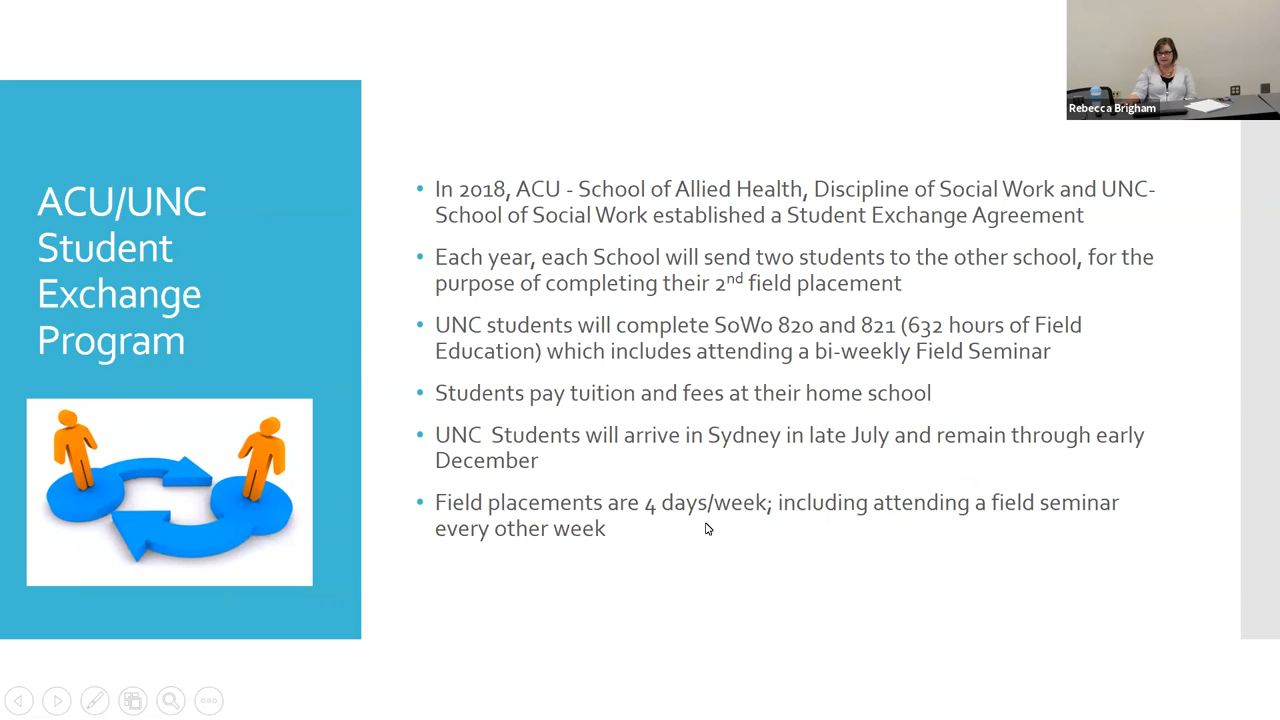 Rebecca Brigham
ACU/UNC
Student
Exchange
Program
• In 2018, ACU - School of Allied Health, Discipline of Social Work and UNC-
School of Social Work established a Student Exchange Agreement
• Each year, each School will send two students to the other school, for the
purpose of completing their 2nd field placement
• UNC students will complete SoWo 820 and 821 (632 hours of Field
Education) which includes attending a bi-weekly Field Seminar
• Students pay tuition and fees at their home school
• UNC  Students will arrive in Sydney in late July and remain through early
December
• Field placements are 4 days/week; including attending a field seminar
every other week